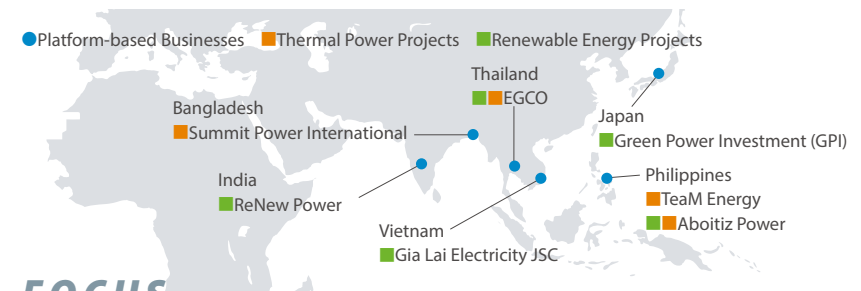 Platform-based Businesses Thermal Power Projects Renewable Energy Projects
Thailand
EGCO
Bangladesh
Summit Power International
Japan
Green Power Investment (GPI)
India
ReNew Power
Philippines
TeaM Energy
Aboitiz Power
Vietnam
Gia Lai Electricity JSC
FOCUS